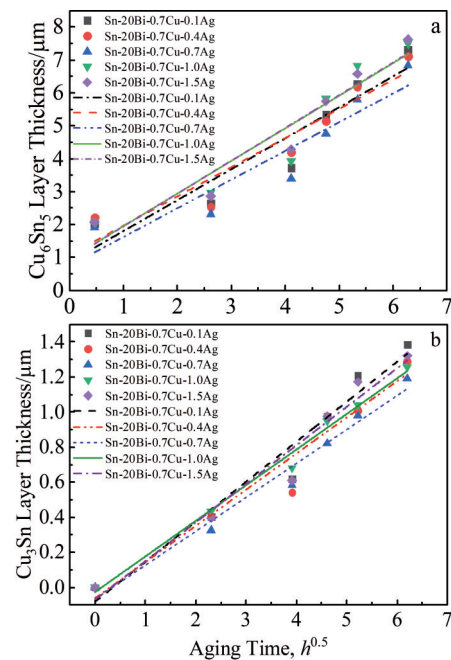 a
8
7
6
5
4
3
2
1
0
Cu6Sn5 Layer Thickness/μm
Sn-20Bi-0.7Cu-0.1Ag
Sn-20Bi-0.7Cu-0.4Ag
Sn-20Bi-0.7Cu-0.7Ag
Sn-20Bi-0.7Cu-1.0Ag
Sn-20Bi-0.7Cu-1.5Ag
Sn-20Bi-0.7Cu-0.1Ag
Sn-20Bi-0.7Cu-0.4Ag
Sn-20Bi-0.7Cu-0.7Ag
Sn-20Bi-0.7Cu-1.0Ag
Sn-20Bi-0.7Cu-1.5Ag
0 1 2 3 4 5 6 7
b
1.4
1.2
1.0
0.8
0.6
0.4
0.2
0.0
Cu3Sn Layer Thickness/μm
Sn-20Bi-0.7Cu-0.1Ag
Sn-20Bi-0.7Cu-0.4Ag
Sn-20Bi-0.7Cu-0.7Ag
Sn-20Bi-0.7Cu-1.0Ag
Sn-20Bi-0.7Cu-1.5Ag
Sn-20Bi-0.7Cu-0.1Ag
Sn-20Bi-0.7Cu-0.4Ag
Sn-20Bi-0.7Cu-0.7Ag
Sn-20Bi-0.7Cu-1.0Ag
Sn-20Bi-0.7Cu-1.5Ag
0 1 2 3 4 5 6 7
Aging Time, h^0.5